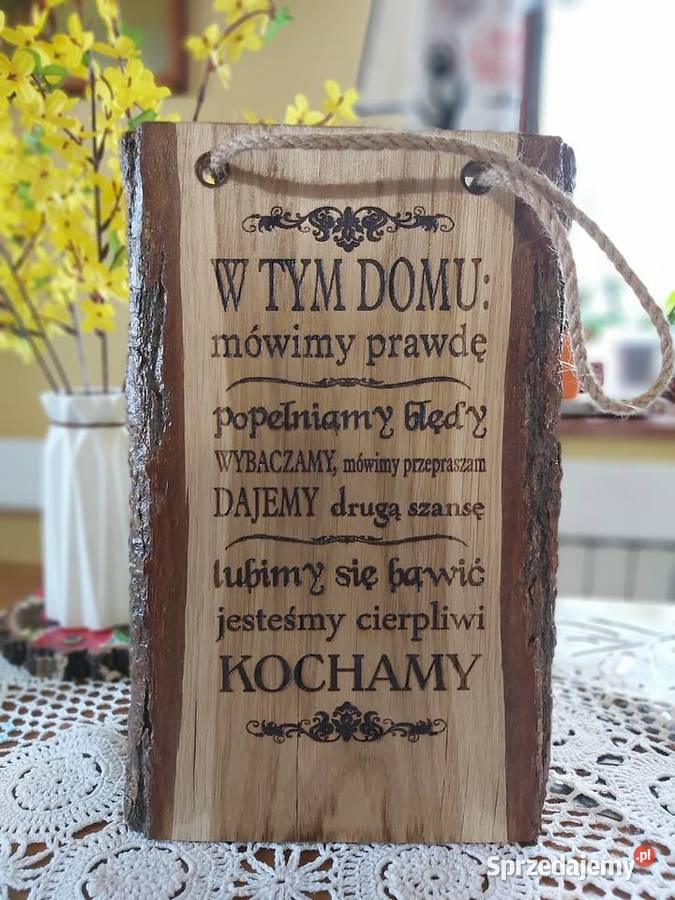 W TYM DOMU:
mówimy prawdę
popełniamy błędy
WYBACZAMY, mówimy przepraszam
DAJEMY drugą szansę
lubimy się bawić
jesteśmy cierpliwi
KOCHAMY
Sprzedajemy.pl